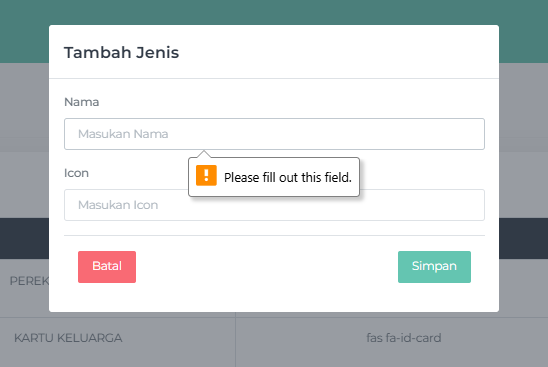 Tambah Jenis
Nama
Masukan Nama
Please fill out this field.
Icon
Masukan Icon
Batal
Simpan
PEREK
KARTU KELUARGA
fas fa-id-card